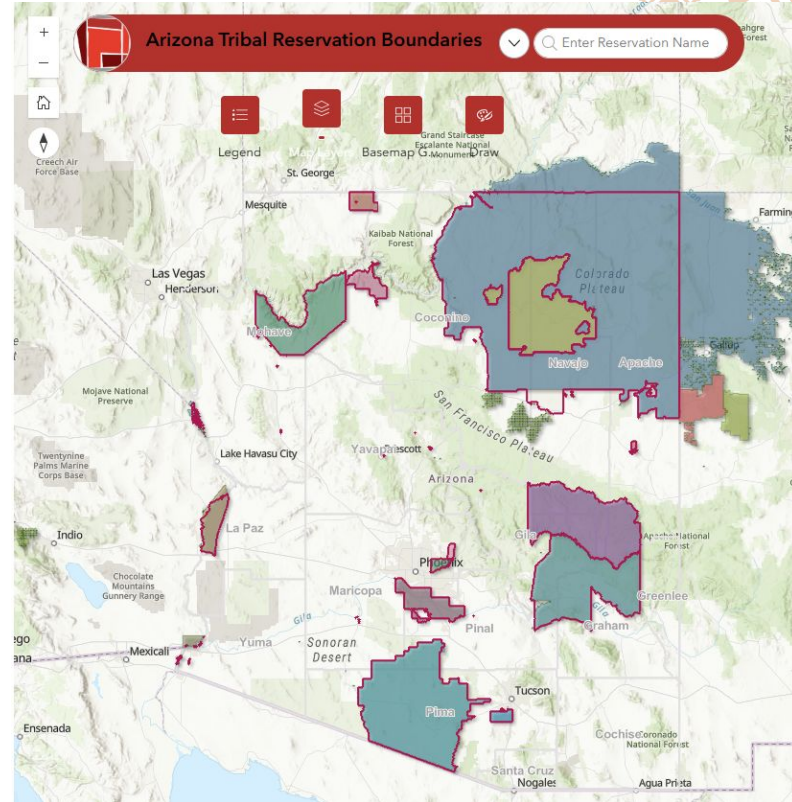 Arizona Tribal Reservation Boundaries
Enter Reservation Name
+
−
Legend
Basemap G...
Draw
Grand Staircase
Escalante National
Monument
Creech Air
Force Base
St. George
Mesquite
Kaibab National
Forest
Farming
Las Vegas
Henderson
Colorado
Plateau
Mohave
Coconino
Navajo
Apache
Gallup
Mojave National
Preserve
San Francisco Plateau
Twentynine
Palms Marine
Corps Base
Lake Havasu City
Yavapai
Prescott
Arizona
La Paz
Gila
Apache National
Forest
Indio
Phoenix
Chocolate
Mountains
Gunnery Range
Maricopa
Greenlee
Gila
Gila
Graham
Pinal
Yuma
Sonoran
Desert
Mexicali
Tucson
Pima
Ensenada
Cochise
Coronado
National Forest
Santa Cruz
Nogales
Agua Prieta